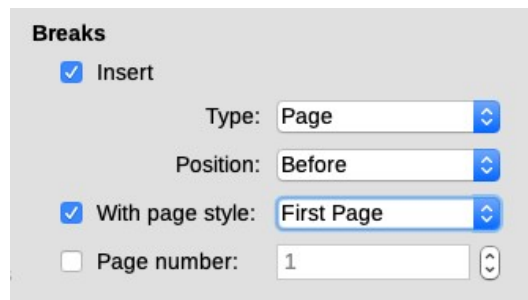 Breaks
Insert
Type: Page
Position: Before
With page style: First Page
Page number: 1